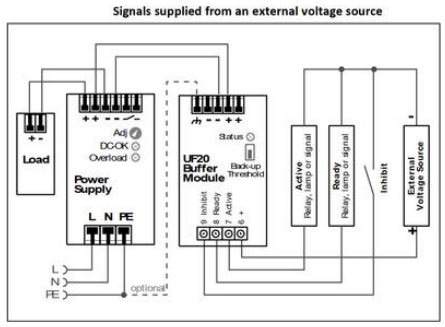 Signals supplied from an external voltage source
+ + - -
- - + +
+ -
Load
Adj
DC-OK
Overload
Power
Supply
L N PE
Status
UF20
Buffer
Module
Back-up
Threshold
9 Inhibit
8 Ready
7 Active
6 +
Active
Relay, lamp or signal
Ready
Relay, lamp or signal
Inhibit
-
External
Voltage Source
+
L
N
PE
optional